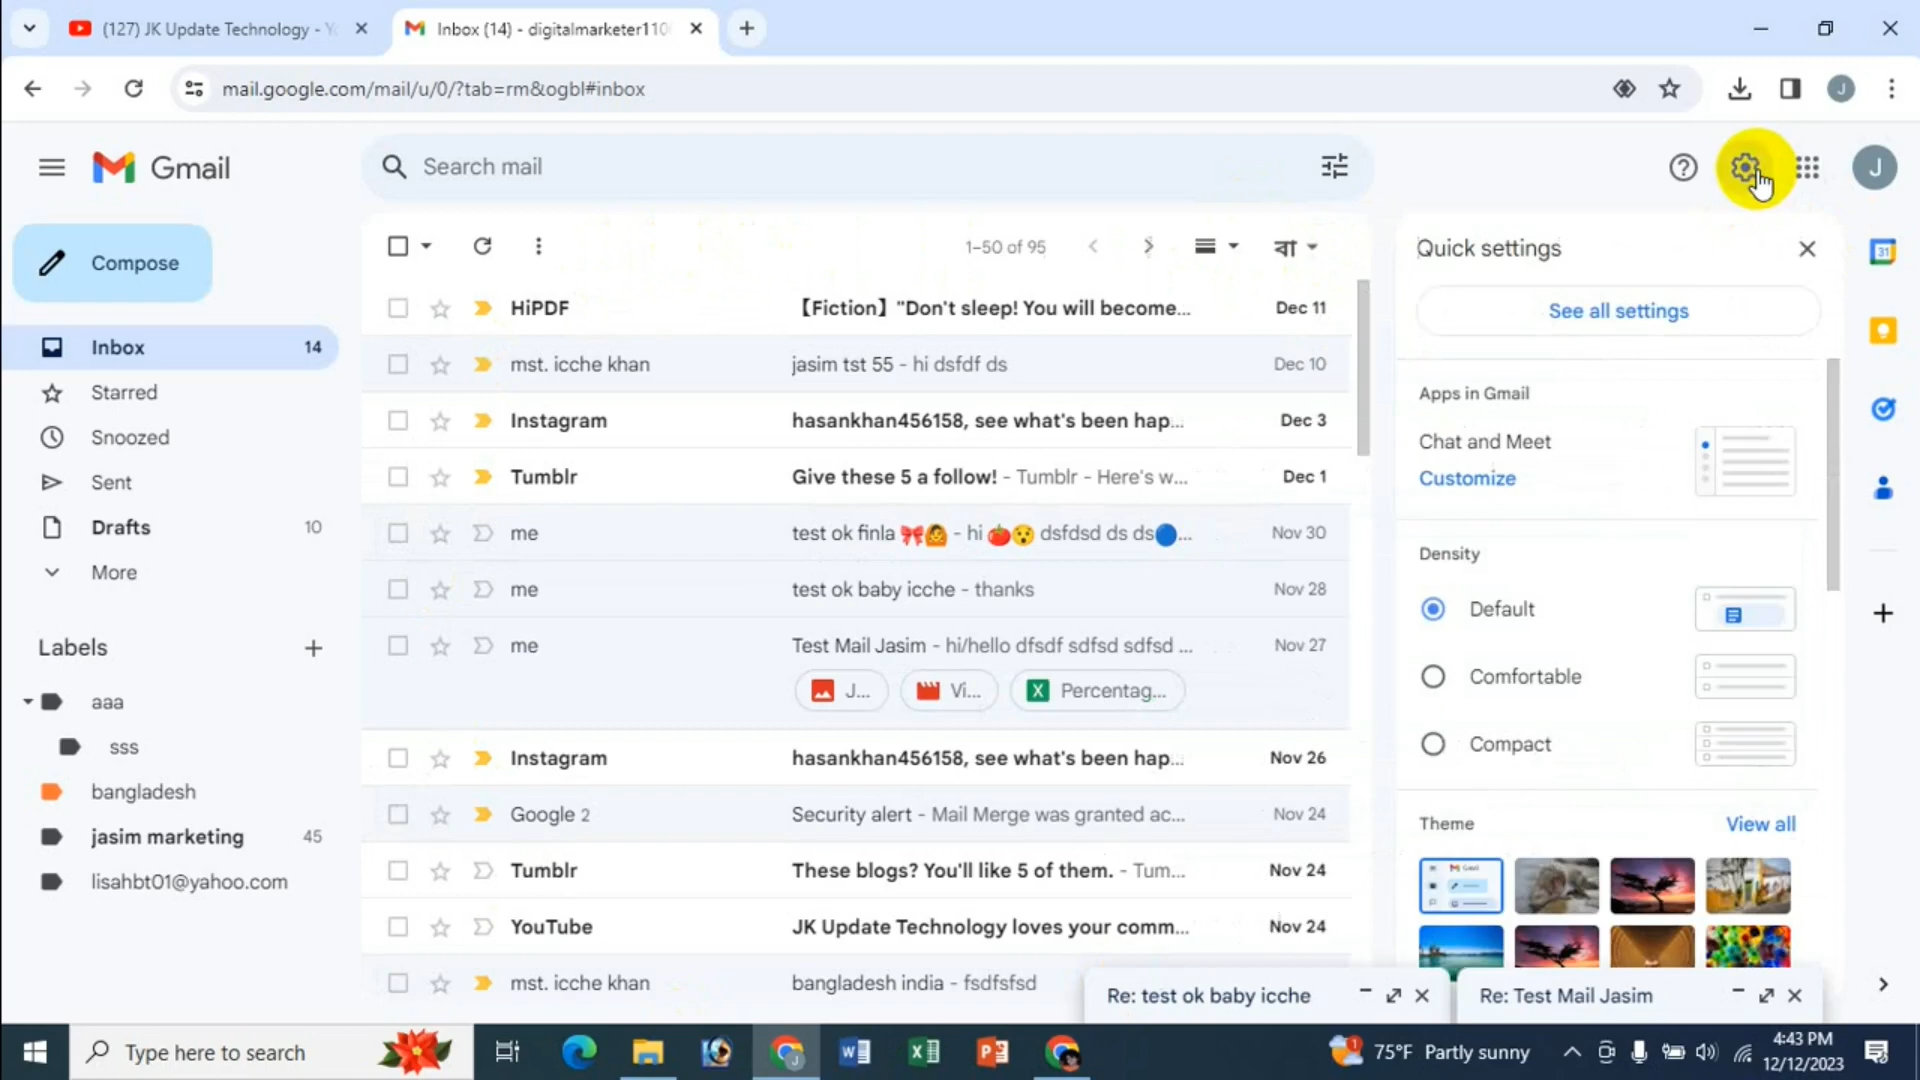 (127) JK Update Technology - Y
Inbox (14) - digitalmarketer110
mail.google.com/mail/u/0/?tab=rm&ogbl#inbox
J
Gmail
Search mail
J
Compose
1–50 of 95
বা
Quick settings
31
See all settings
Inbox 14
Starred
Snoozed
Sent
Drafts 10
More
Labels
aaa
sss
bangladesh
jasim marketing 45
lisahbt01@yahoo.com
HiPDF 【Fiction】"Don't sleep! You will become... Dec 11
mst. icche khan jasim tst 55 - hi dsfdf ds Dec 10
Instagram hasankhan456158, see what's been hap... Dec 3
Tumblr Give these 5 a follow! - Tumblr - Here's w... Dec 1
me test ok finla 🎀🙆 - hi 🍅😯 dsfdsd ds ds🔵... Nov 30
me test ok baby icche - thanks Nov 28
me Test Mail Jasim - hi/hello dfsdf sdfsd sdfsd ... Nov 27
J... Vi... X Percentag...
Instagram hasankhan456158, see what's been hap... Nov 26
Google 2 Security alert - Mail Merge was granted ac... Nov 24
Tumblr These blogs? You'll like 5 of them. - Tum... Nov 24
YouTube JK Update Technology loves your comm... Nov 24
mst. icche khan bangladesh india - fsdfsfsd
Apps in Gmail
Chat and Meet
Customize
Density
Default
Comfortable
Compact
Theme View all
Gmail
Re: test ok baby icche
Re: Test Mail Jasim
Type here to search
75°F Partly sunny
4:43 PM
12/12/2023